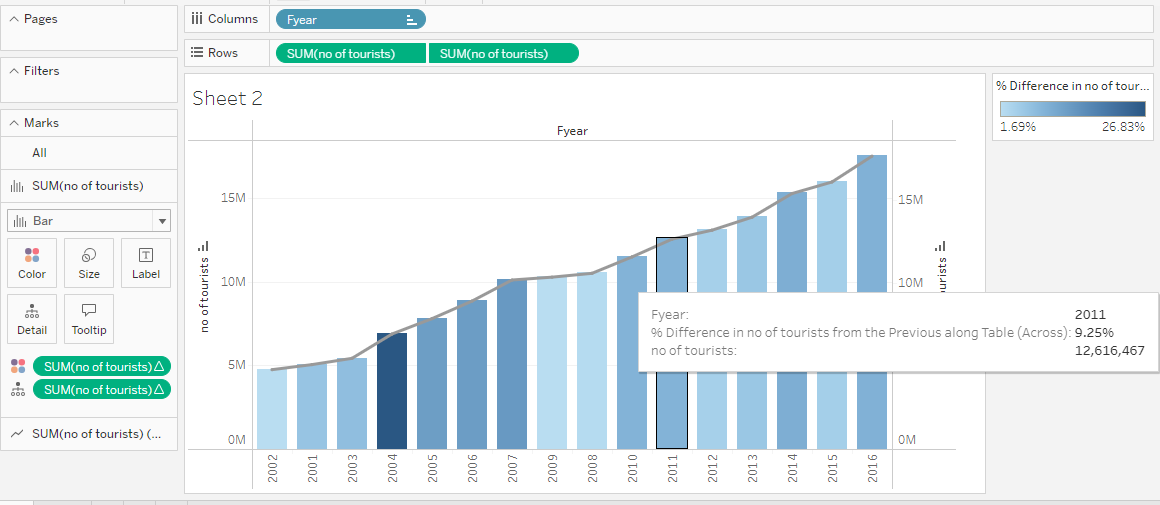 Pages
Columns
Fyear
Rows
SUM(no of tourists)
SUM(no of tourists)
Filters
Marks
All
SUM(no of tourists)
Bar
Color
Size
Label
Detail
Tooltip
SUM(no of tourists)
SUM(no of tourists)
SUM(no of tourists) (...
Sheet 2
Fyear
15M
10M
5M
0M
no of tourists
15M
10M
0M
ourists
2002
2001
2003
2004
2005
2006
2007
2009
2008
2010
2011
2012
2013
2014
2015
2016
Fyear: 2011
% Difference in no of tourists from the Previous along Table (Across): 9.25%
no of tourists: 12,616,467
% Difference in no of tour...
1.69% 26.83%